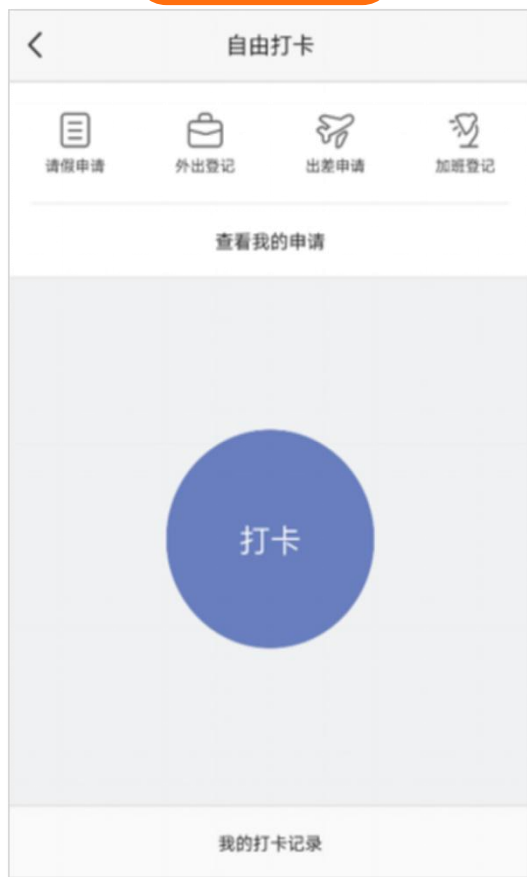 自由打卡
请假申请 外出登记 出差申请 加班登记
查看我的申请
打卡
我的打卡记录